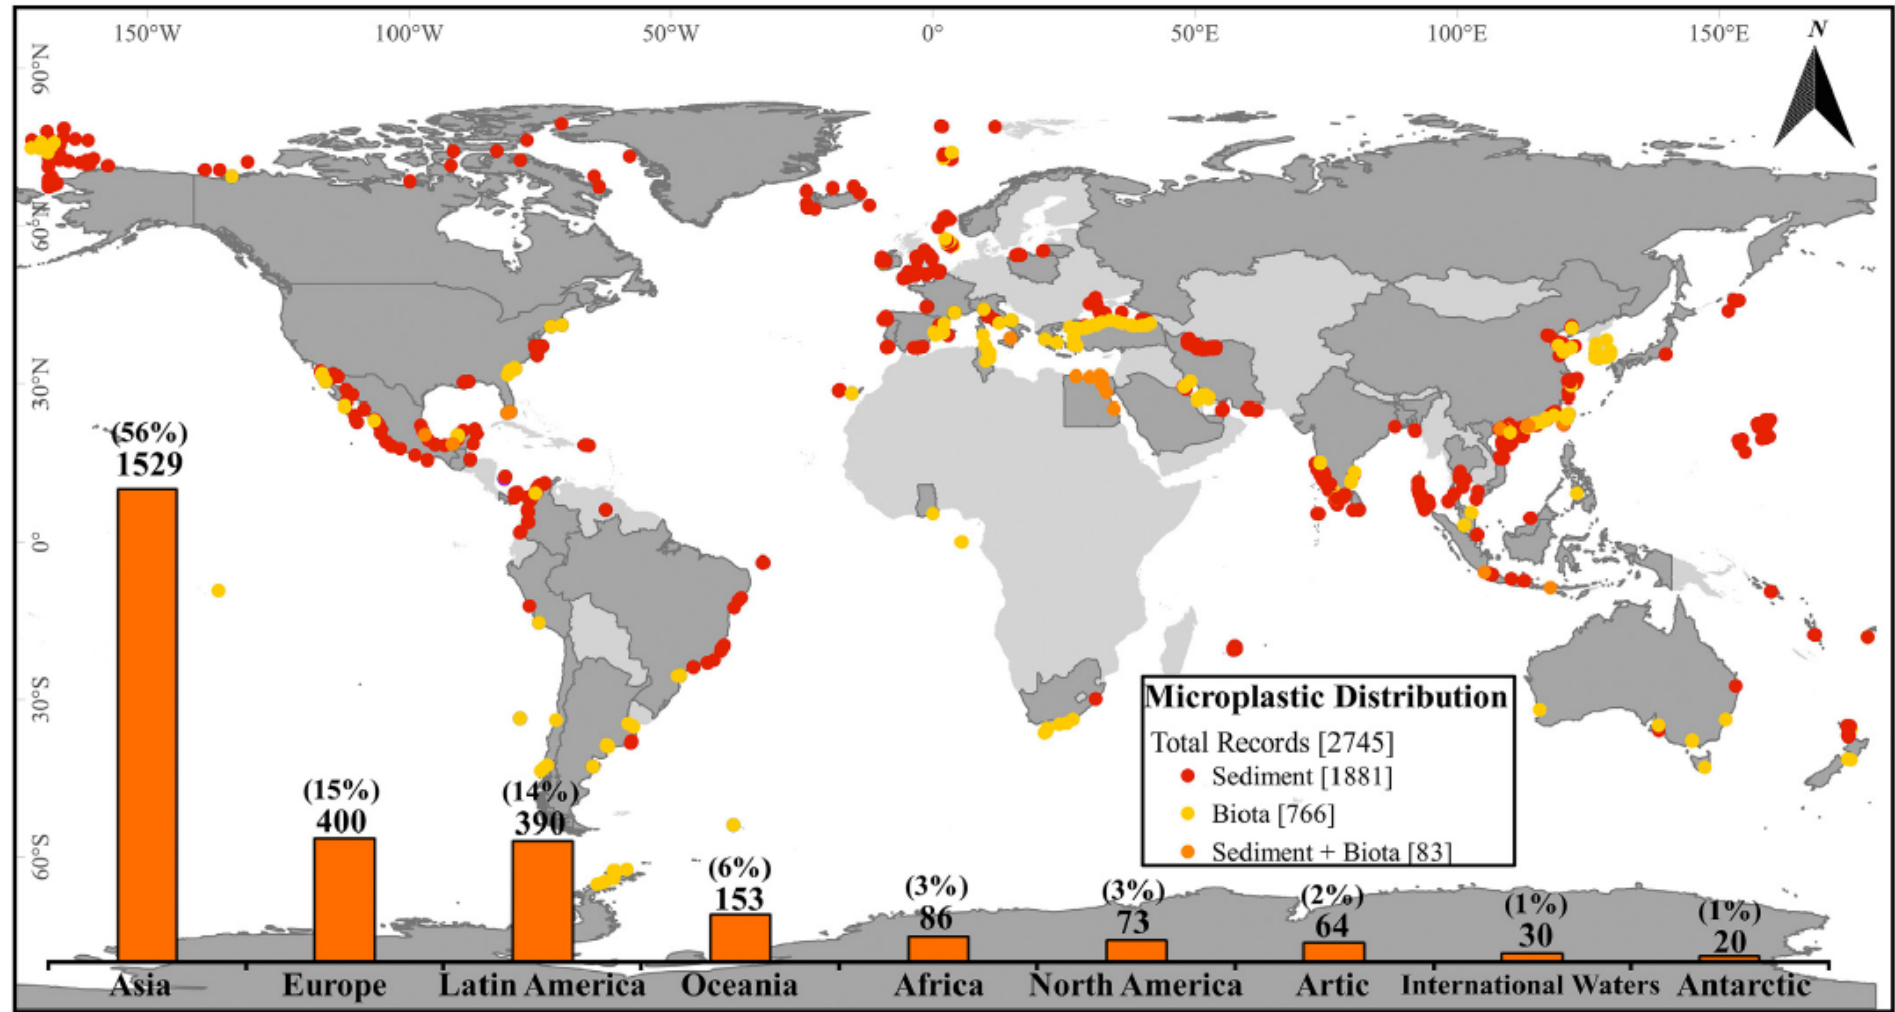 150°W 100°W 50°W 0° 50°E 100°E 150°E
N
90°N
60°N
30°N
0°
30°S
60°S
(56%)
1529
(15%)
400
(14%)
390
(6%)
153
(3%)
86
(3%)
73
(2%)
64
(1%)
30
(1%)
20
Microplastic Distribution
Total Records [2745]
Sediment [1881]
Biota [766]
Sediment + Biota [83]
Asia Europe Latin America Oceania Africa North America Artic International Waters Antarctic